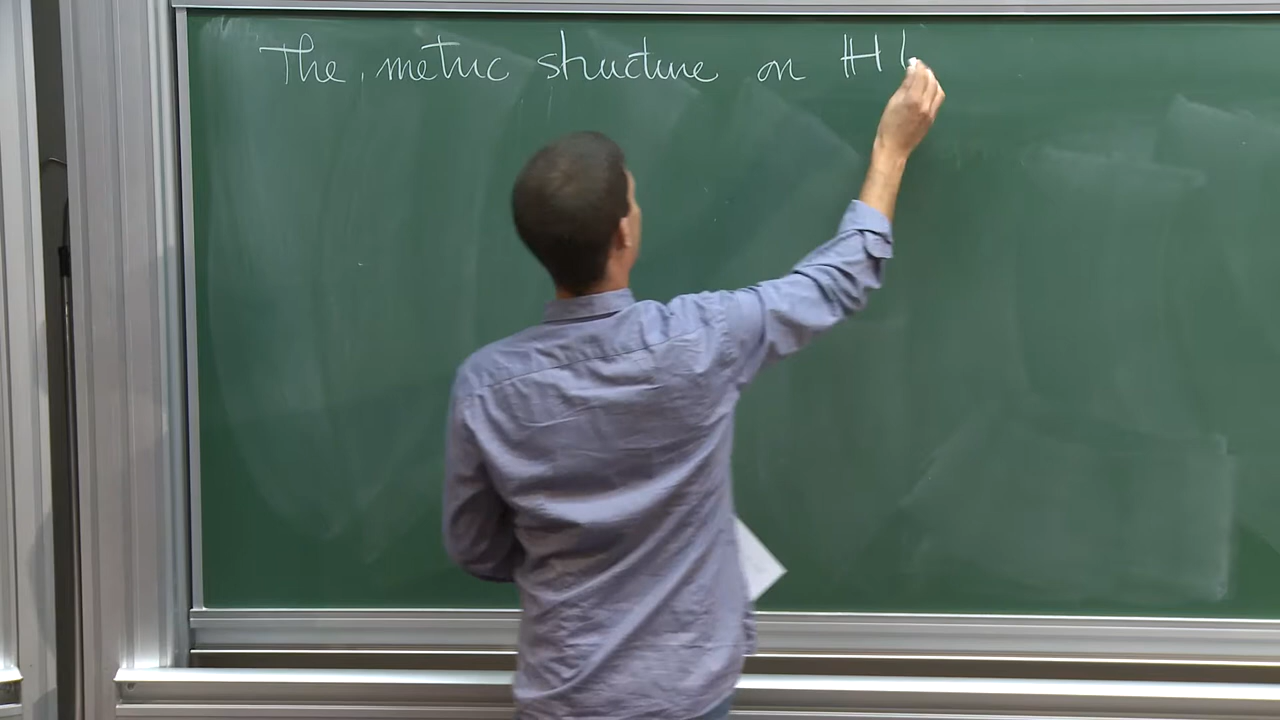 The metric structure on ℍ